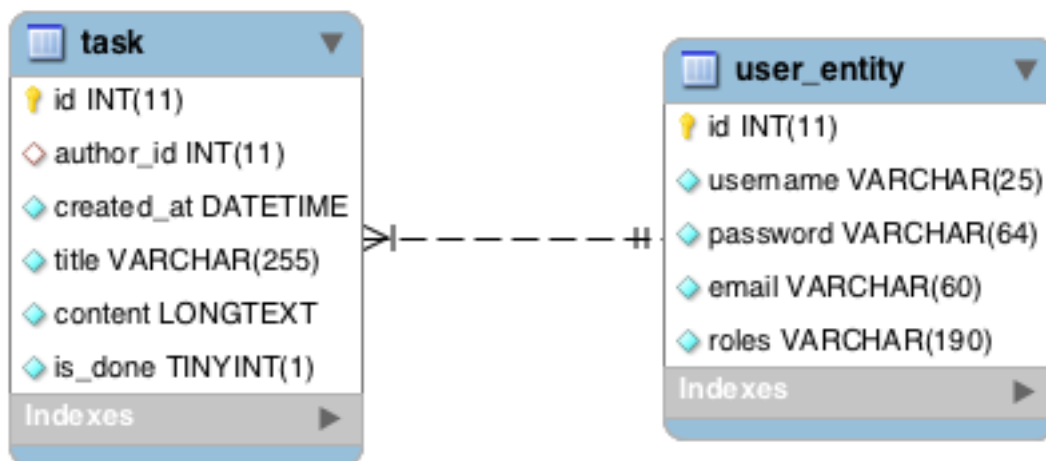 task
id INT(11)
author_id INT(11)
created_at DATETIME
title VARCHAR(255)
content LONGTEXT
is_done TINYINT(1)
Indexes
user_entity
id INT(11)
username VARCHAR(25)
password VARCHAR(64)
email VARCHAR(60)
roles VARCHAR(190)
Indexes